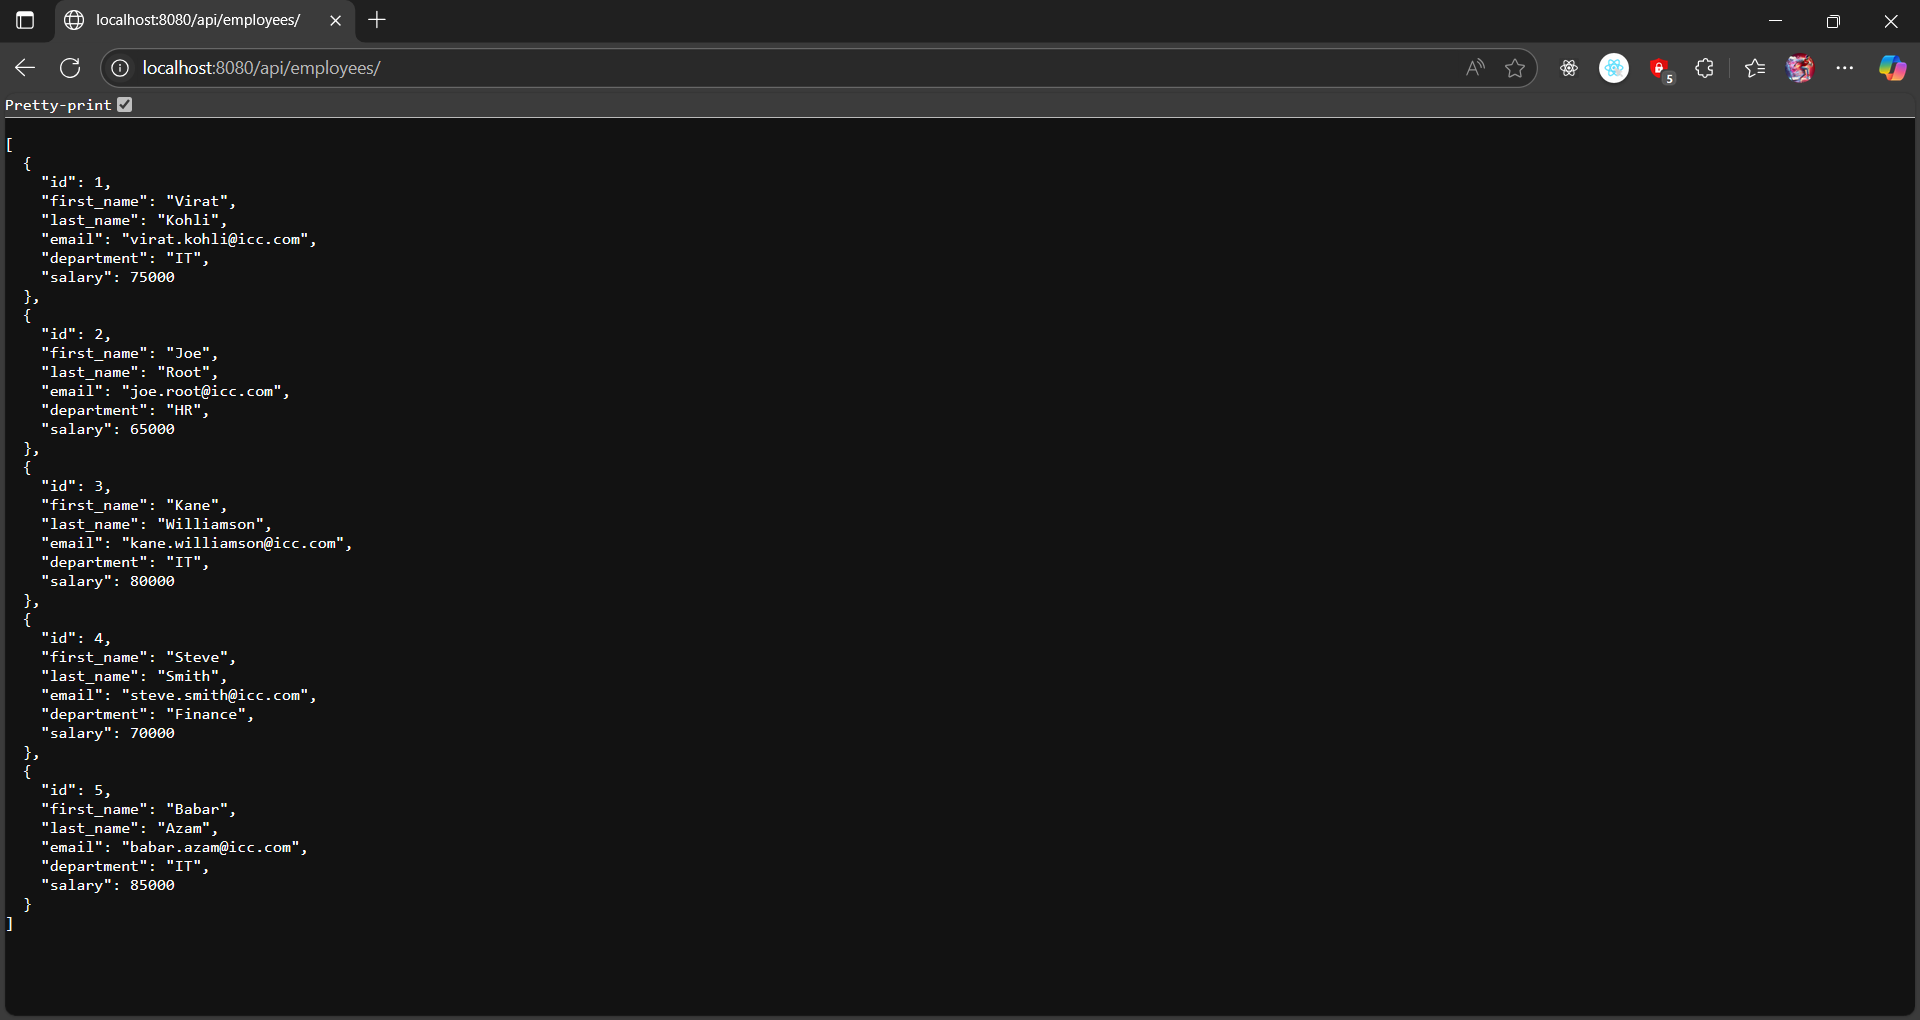 localhost:8080/api/employees/
localhost:8080/api/employees/
5
Pretty-print
[
  {
    "id": 1,
    "first_name": "Virat",
    "last_name": "Kohli",
    "email": "virat.kohli@icc.com",
    "department": "IT",
    "salary": 75000
  },
  {
    "id": 2,
    "first_name": "Joe",
    "last_name": "Root",
    "email": "joe.root@icc.com",
    "department": "HR",
    "salary": 65000
  },
  {
    "id": 3,
    "first_name": "Kane",
    "last_name": "Williamson",
    "email": "kane.williamson@icc.com",
    "department": "IT",
    "salary": 80000
  },
  {
    "id": 4,
    "first_name": "Steve",
    "last_name": "Smith",
    "email": "steve.smith@icc.com",
    "department": "Finance",
    "salary": 70000
  },
  {
    "id": 5,
    "first_name": "Babar",
    "last_name": "Azam",
    "email": "babar.azam@icc.com",
    "department": "IT",
    "salary": 85000
  }
]